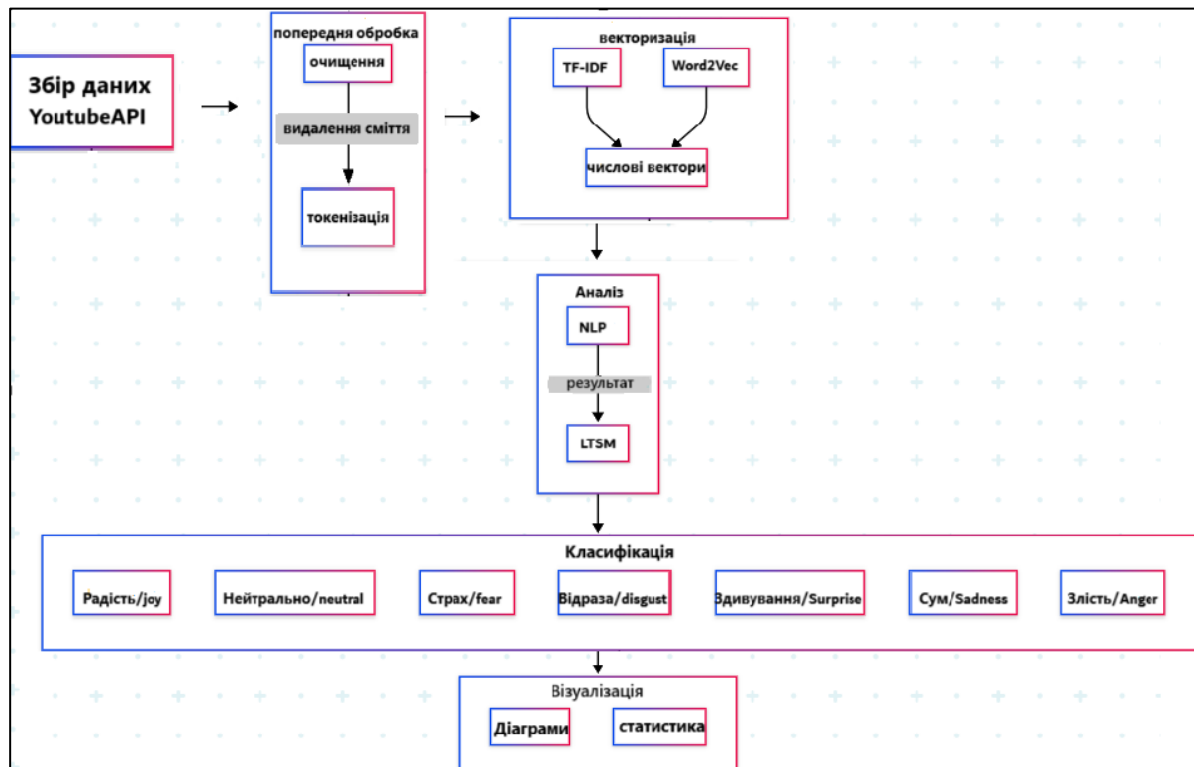 Збір даних
YoutubeAPI
попередня обробка
очищення
видалення сміття
токенізація
векторизація
TF-IDF
Word2Vec
числові вектори
Аналіз
NLP
результат
LTSM
Класифікація
Радість/joy
Нейтрально/neutral
Страх/fear
Відраза/disgust
Здивування/Surprise
Сум/Sadness
Злість/Anger
Візуалізація
Діаграми
статистика